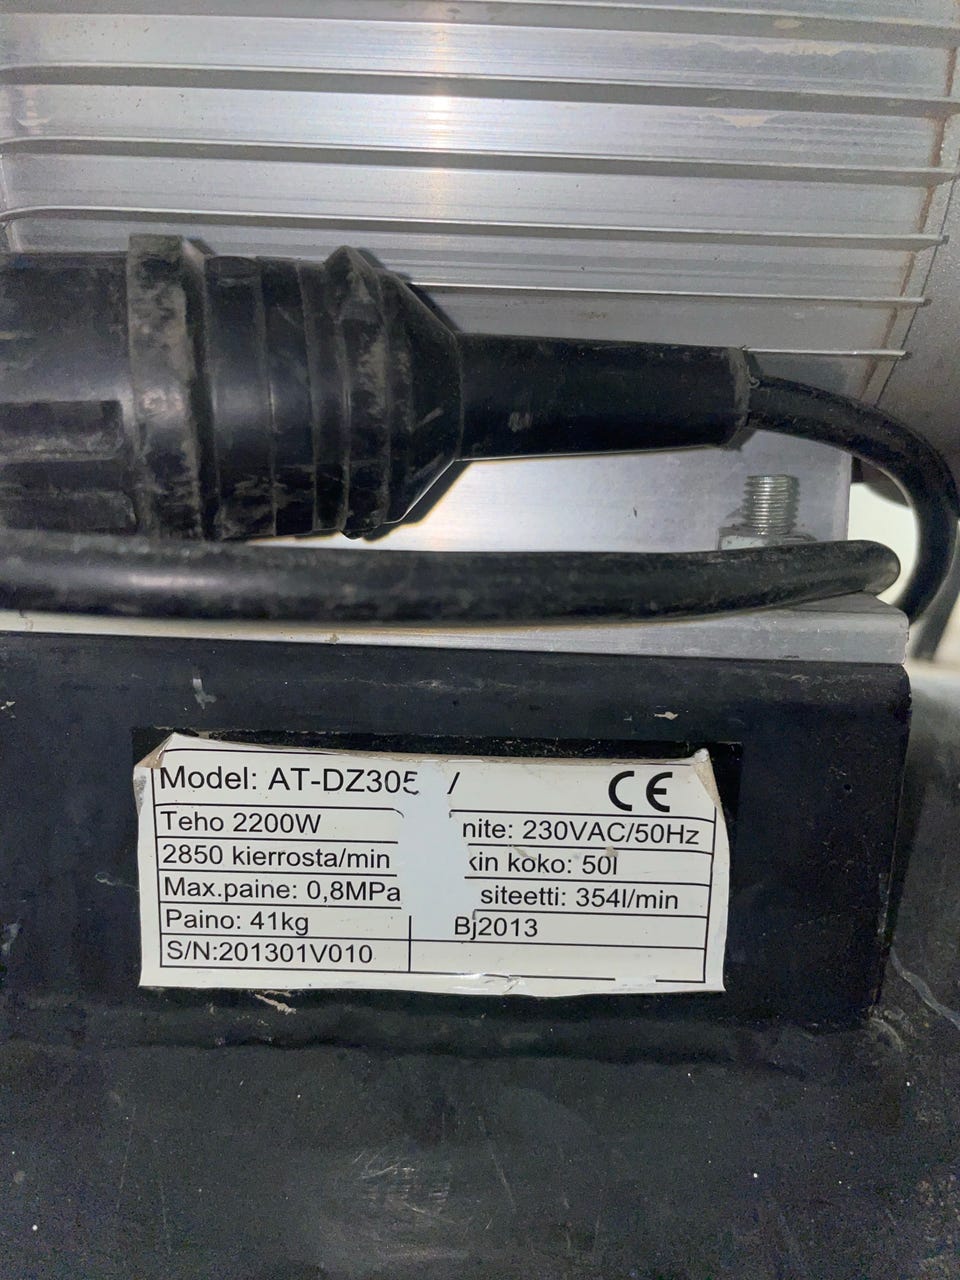 Model: AT-DZ305 / CE
Teho 2200W nite: 230VAC/50Hz
2850 kierrosta/min kin koko: 50l
Max.paine: 0,8MPa siteetti: 354l/min
Paino: 41kg Bj2013
S/N:201301V010